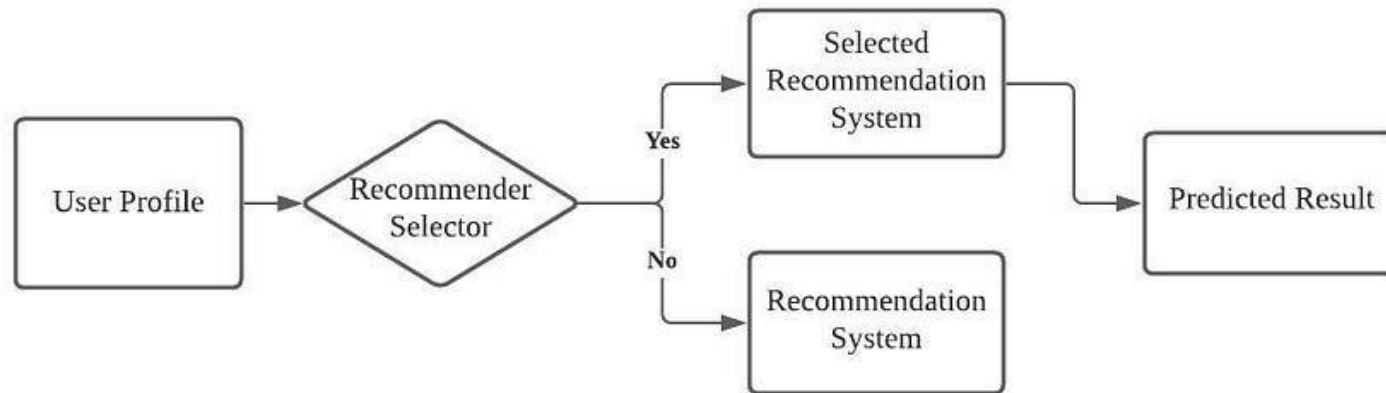 User Profile
Recommender
Selector
Yes
No
Selected
Recommendation
System
Recommendation
System
Predicted Result